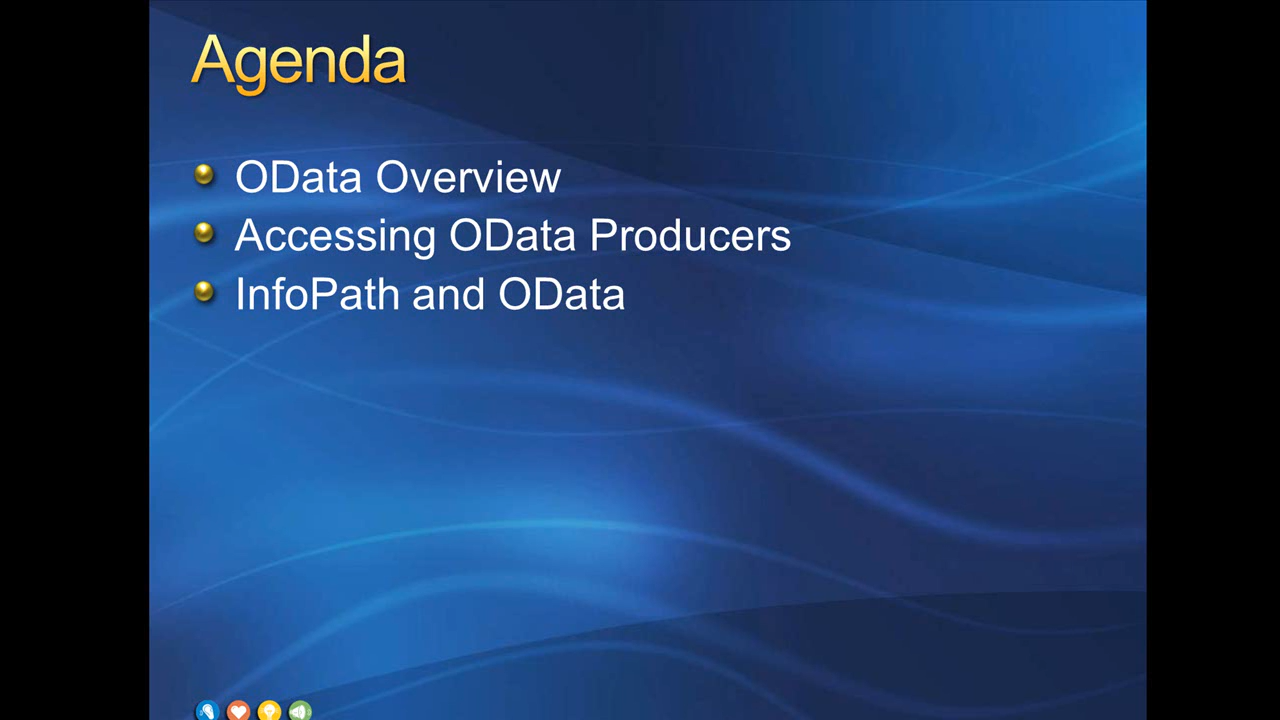 Agenda
OData Overview
Accessing OData Producers
InfoPath and OData